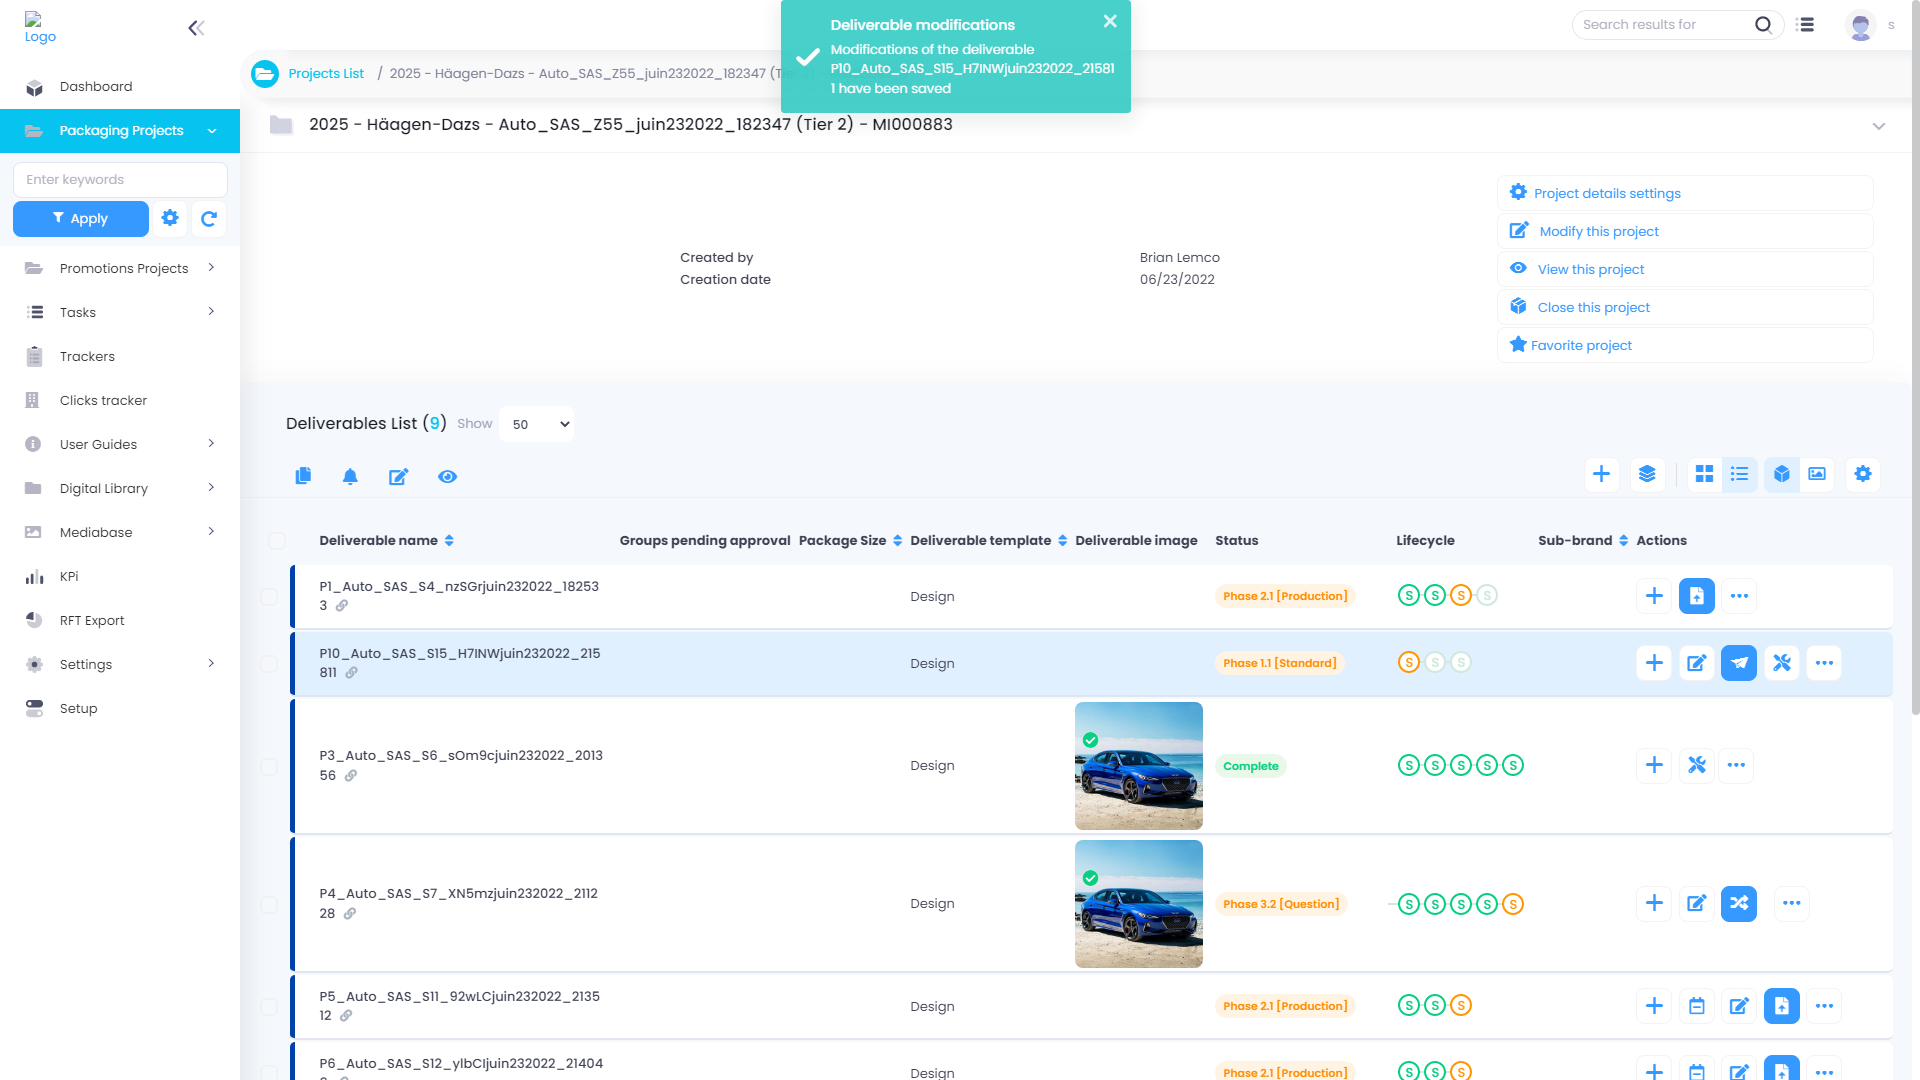 Logo
Dashboard
Packaging Projects
Enter keywords
Apply
Promotions Projects
Tasks
Trackers
Clicks tracker
User Guides
Digital Library
Mediabase
KPi
RFT Export
Settings
Setup
Search results for
s
Projects List / 2025 - Häagen-Dazs - Auto_SAS_Z55_juin232022_182347 (Tier 2)
Deliverable modifications
Modifications of the deliverable
P10_Auto_SAS_S15_H7INWjuin232022_21581
1 have been saved
2025 - Häagen-Dazs - Auto_SAS_Z55_juin232022_182347 (Tier 2) - MI000883
Created by Brian Lemco
Creation date 06/23/2022
Project details settings
Modify this project
View this project
Close this project
Favorite project
Deliverables List (9) Show 50
Deliverable name Groups pending approval Package Size Deliverable template Deliverable image Status Lifecycle Sub-brand Actions
P1_Auto_SAS_S4_nzSGrjuin232022_18253
3
Design Phase 2.1 [Production] S S S S
P10_Auto_SAS_S15_H7INWjuin232022_215
811
Design Phase 1.1 [Standard] S S S
P3_Auto_SAS_S6_sOm9cjuin232022_2013
56
Design Complete S S S S S
P4_Auto_SAS_S7_XN5mzjuin232022_2112
28
Design Phase 3.2 [Question] S S S S S
P5_Auto_SAS_S11_92wLCjuin232022_2135
12
Design Phase 2.1 [Production] S S S
P6_Auto_SAS_S12_ylbCIjuin232022_21404
Design Phase 2.1 [Production] S S S